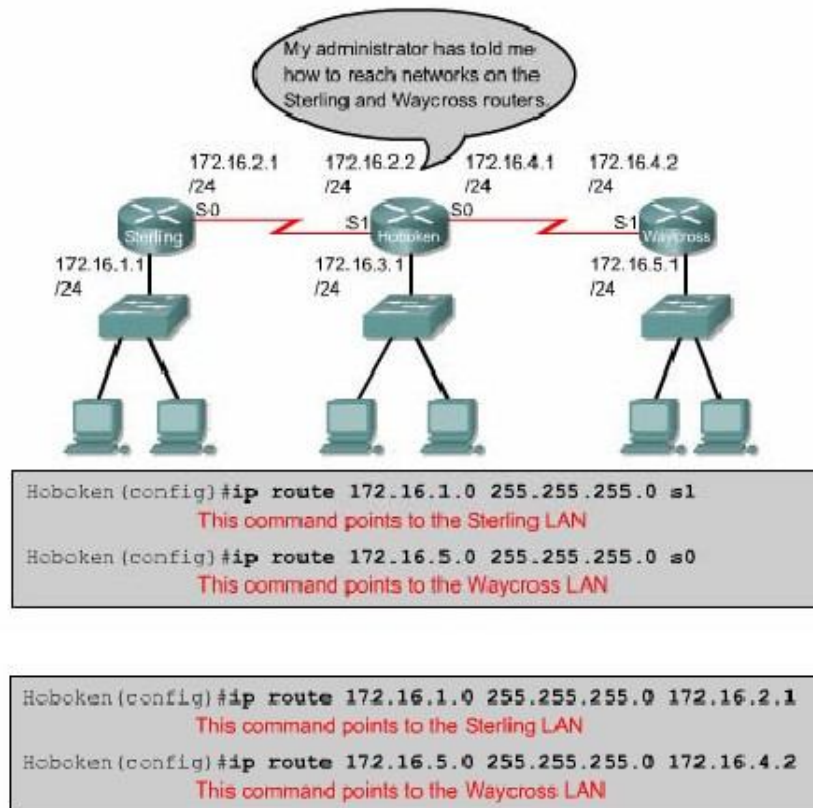 My administrator has told me
how to reach networks on the
Sterling and Waycross routers.
172.16.2.1
/24
172.16.2.2
/24
172.16.4.1
/24
172.16.4.2
/24
S0
S1
S0
S1
Sterling
Hoboken
Waycross
172.16.1.1
/24
172.16.3.1
/24
172.16.5.1
/24
Hoboken(config)#ip route 172.16.1.0 255.255.255.0 s1
This command points to the Sterling LAN
Hoboken(config)#ip route 172.16.5.0 255.255.255.0 s0
This command points to the Waycross LAN
Hoboken(config)#ip route 172.16.1.0 255.255.255.0 172.16.2.1
This command points to the Sterling LAN
Hoboken(config)#ip route 172.16.5.0 255.255.255.0 172.16.4.2
This command points to the Waycross LAN